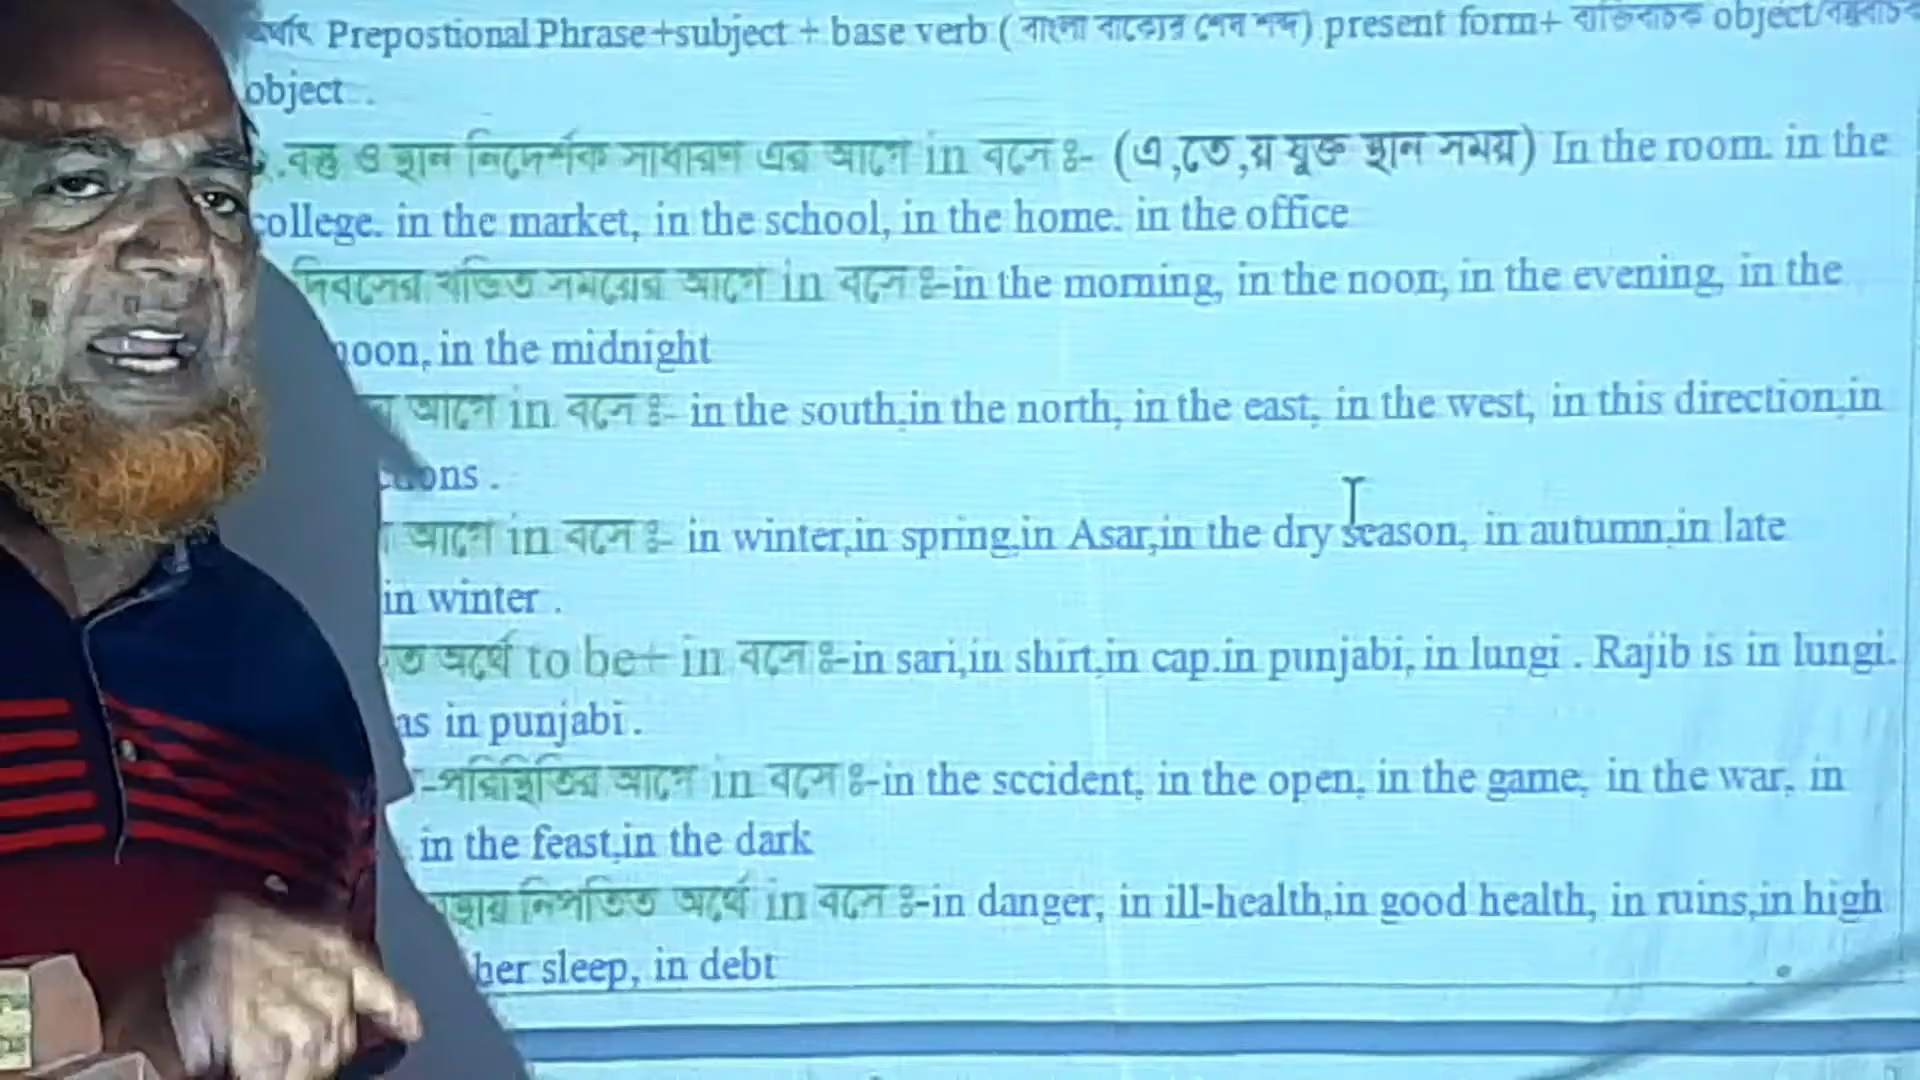 অর্থাৎ Prepostional Phrase+subject + base verb ( বাংলা বাক্যের শেষ শব্দ) present form+ ব্যক্তিবাচক object/বস্তুবাচক
object .
.বস্তু ও স্থান নির্দেশক সাধারণ এর আগে in বসে ঃ- (এ,তে,য় যুক্ত স্থান সময়) In the room. in the
college. in the market, in the school, in the home. in the office
দিবসের খন্ডিত সময়ের আগে in বসে ঃ-in the morning, in the noon, in the evening, in the
noon, in the midnight
আগে in বসে ঃ- in the south,in the north, in the east, in the west, in this direction,in
ons .
আগে in বসে ঃ- in winter,in spring,in Asar,in the dry season, in autumn,in late
in winter .
অর্থে to be+ in বসে ঃ-in sari,in shirt,in cap.in punjabi, in lungi . Rajib is in lungi.
as in punjabi .
-পরিস্থিতির আগে in বসে ঃ-in the sccident, in the open, in the game, in the war, in
in the feast,in the dark
নিপতিত অর্থে in বসে ঃ-in danger, in ill-health,in good health, in ruins,in high
her sleep, in debt